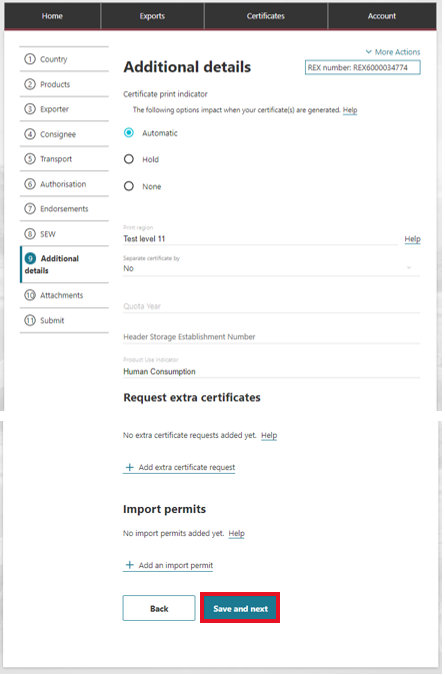 Home
Exports
Certificates
Account
1 Country
2 Products
3 Exporter
4 Consignee
5 Transport
6 Authorisation
7 Endorsements
8 SEW
9 Additional
details
10 Attachments
11 Submit
More Actions
Additional details
REX number: REX6000034774
Certificate print indicator
The following options impact when your certificate(s) are generated. Help
Automatic
Hold
None
Print region
Test level 11
Help
Separate certificate by
No
Quota Year
Header Storage Establishment Number
Product Use Indicator
Human Consumption
Request extra certificates
No extra certificate requests added yet. Help
+ Add extra certificate request
Import permits
No import permits added yet. Help
+ Add an import permit
Back
Save and next